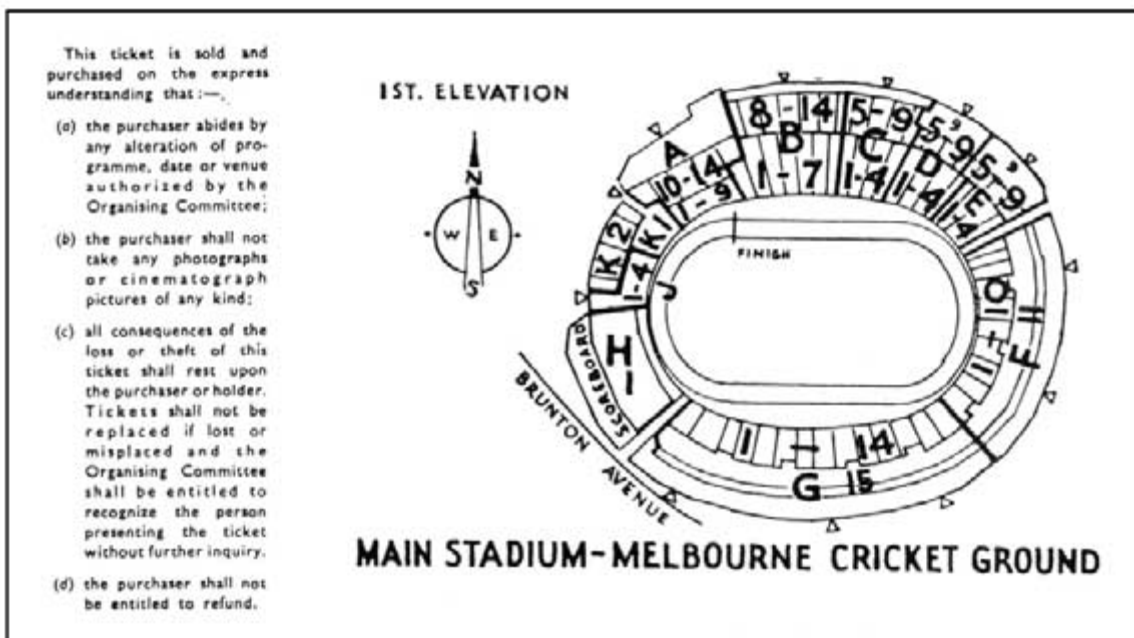 This ticket is sold and
purchased on the express
understanding that :—.
(a) the purchaser abides by
any alteration of pro-
gramme, date or venue
authorized by the
Organising Committee;
(b) the purchaser shall not
take any photographs
or cinematograph
pictures of any kind;
(c) all consequences of the
loss or theft of this
ticket shall rest upon
the purchaser or holder.
Tickets shall not be
replaced if lost or
misplaced and the
Organising Committee
shall be entitled to
recognize the person
presenting the ticket
without further inquiry.
(d) the purchaser shall not
be entitled to refund.
1ST. ELEVATION
N
W E
S
A
10-14
1-9
B
8-14
1-7
C
5-9
1-4
D
5-9
1-4
E
5-9
1-4
K 2
K 1
J
1-4
FINISH
H
1
SCOREBOARD
F
11
10
1
G
1 - 14
15
BRUNTON AVENUE
MAIN STADIUM-MELBOURNE CRICKET GROUND